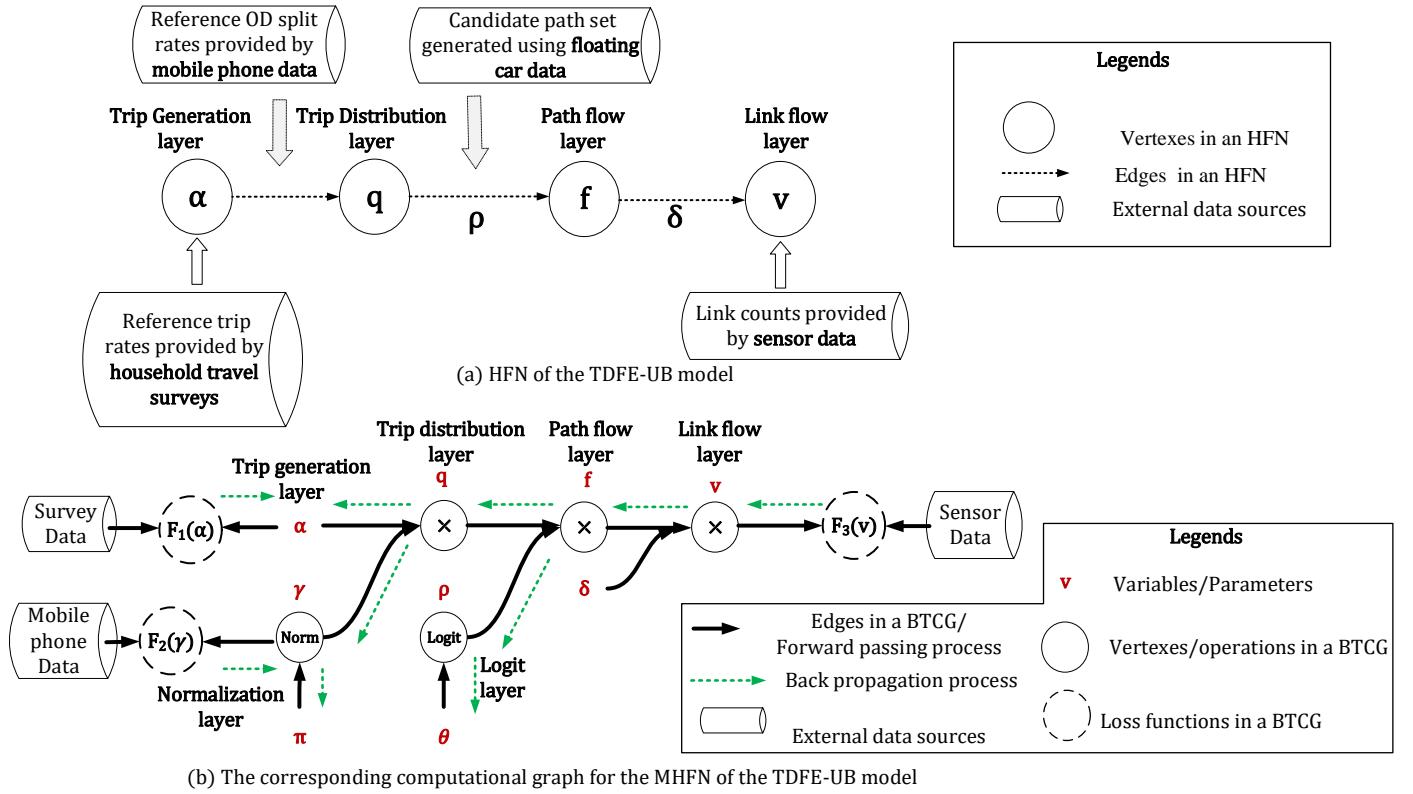 Reference OD split
rates provided by
mobile phone data
Candidate path set
generated using floating
car data
Trip Generation
layer
Trip Distribution
layer
Path flow
layer
Link flow
layer
α
q
ρ
f
δ
v
Reference trip
rates provided by
household travel
surveys
Link counts provided
by sensor data
Legends
Vertexes in an HFN
Edges in an HFN
External data sources
(a) HFN of the TDFE-UB model
Trip generation
layer
Trip distribution
layer
Path flow
layer
Link flow
layer
q
f
v
Survey
Data
F₁(α)
α
×
×
×
F₃(v)
Sensor
Data
γ
ρ
δ
Mobile
phone
Data
F₂(γ)
Norm
Logit
Normalization
layer
Logit
layer
π
θ
Legends
v
Variables/Parameters
Edges in a BTCG/
Forward passing process
Vertexes/operations in a BTCG
Back propagation process
Loss functions in a BTCG
External data sources
(b) The corresponding computational graph for the MHFN of the TDFE-UB model